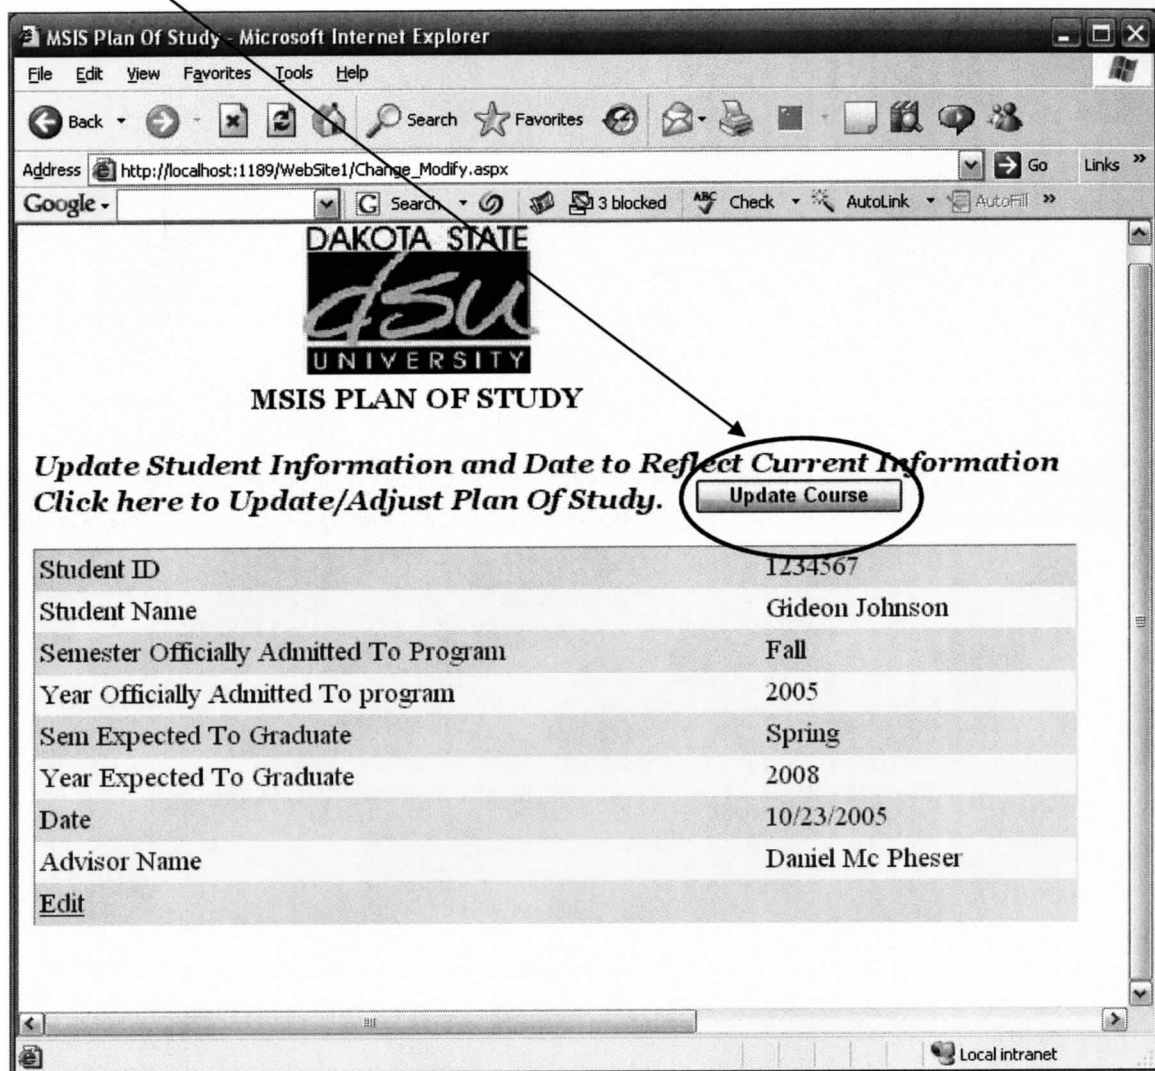 MSIS Plan Of Study - Microsoft Internet Explorer
File Edit View Favorites Tools Help
Back Search Favorites
Address http://localhost:1189/WebSite1/Change_Modify.aspx Go Links »
Google G Search 3 blocked ABC Check AutoLink AutoFill »
DAKOTA STATE
dsu
UNIVERSITY
MSIS PLAN OF STUDY
Update Student Information and Date to Reflect Current Information
Click here to Update/Adjust Plan Of Study. Update Course
Student ID 1234567
Student Name Gideon Johnson
Semester Officially Admitted To Program Fall
Year Officially Admitted To program 2005
Sem Expected To Graduate Spring
Year Expected To Graduate 2008
Date 10/23/2005
Advisor Name Daniel Mc Pheser
Edit
Local intranet